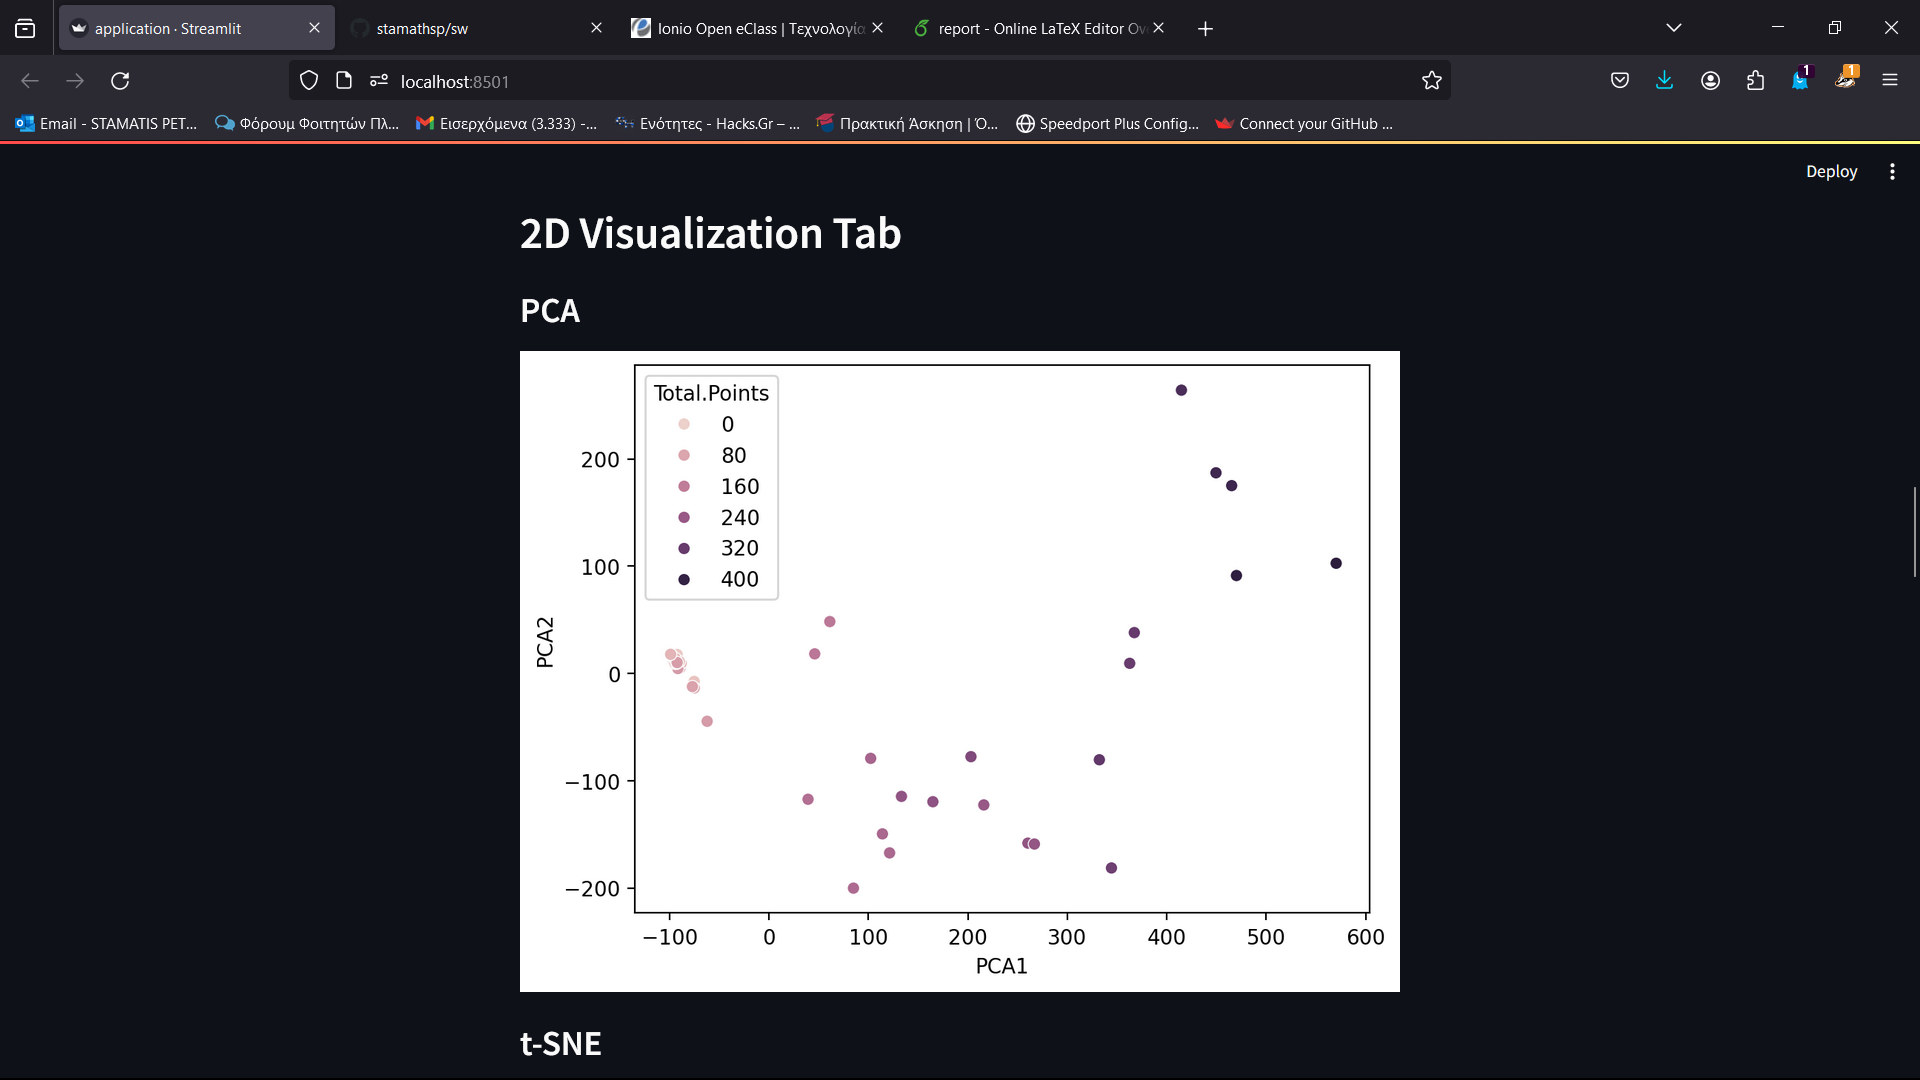 application · Streamlit
stamathsp/sw
Ionio Open eClass | Τεχνολογία
report - Online LaTeX Editor Ov
localhost:8501
1
1
Email - STAMATIS PET...
Φόρουμ Φοιτητών Πλ...
Εισερχόμενα (3.333) -...
Ενότητες - Hacks.Gr – ...
Πρακτική Άσκηση | Ό...
Speedport Plus Config...
Connect your GitHub ...
Deploy
2D Visualization Tab
PCA
Total.Points
0
80
160
240
320
400
200
100
0
−100
−200
PCA2
−100 0 100 200 300 400 500 600
PCA1
t-SNE